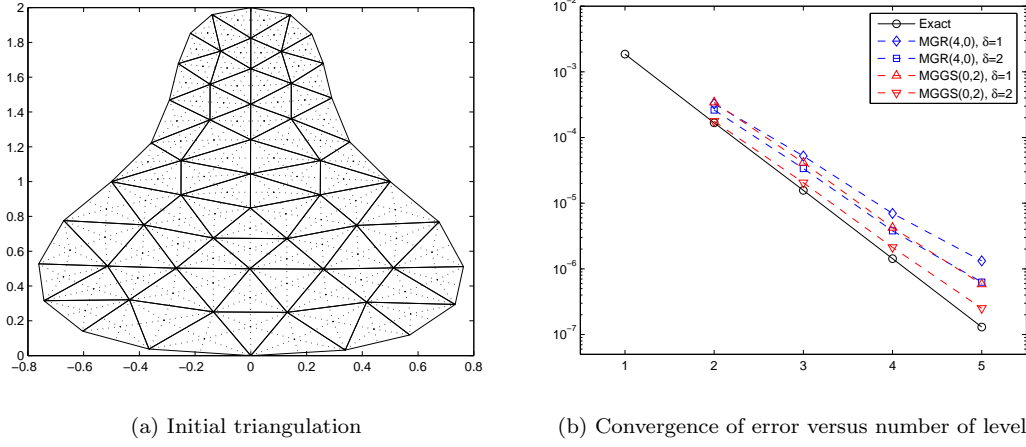 2
1.8
1.6
1.4
1.2
1
0.8
0.6
0.4
0.2
0
−0.8 −0.6 −0.4 −0.2 0 0.2 0.4 0.6 0.8
(a) Initial triangulation
10−2
10−3
10−4
10−5
10−6
10−7
1 2 3 4 5
Exact
MGR(4,0), δ=1
MGR(4,0), δ=2
MGGS(0,2), δ=1
MGGS(0,2), δ=2
(b) Convergence of error versus number of level